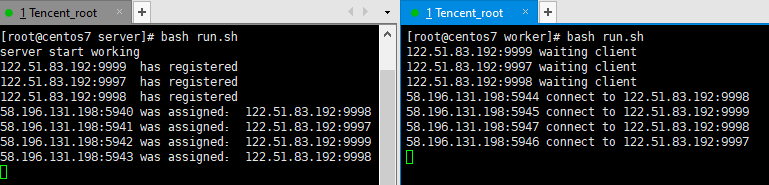 1 Tencent_root
[root@centos7 server]# bash run.sh
server start working
122.51.83.192:9999  has registered
122.51.83.192:9997  has registered
122.51.83.192:9998  has registered
58.196.131.198:5940 was assigned:  122.51.83.192:9998
58.196.131.198:5941 was assigned:  122.51.83.192:9997
58.196.131.198:5942 was assigned:  122.51.83.192:9999
58.196.131.198:5943 was assigned:  122.51.83.192:9998
1 Tencent_root
[root@centos7 worker]# bash run.sh
122.51.83.192:9999 waiting client
122.51.83.192:9997 waiting client
122.51.83.192:9998 waiting client
58.196.131.198:5944 connect to 122.51.83.192:9998
58.196.131.198:5945 connect to 122.51.83.192:9999
58.196.131.198:5947 connect to 122.51.83.192:9998
58.196.131.198:5946 connect to 122.51.83.192:9997